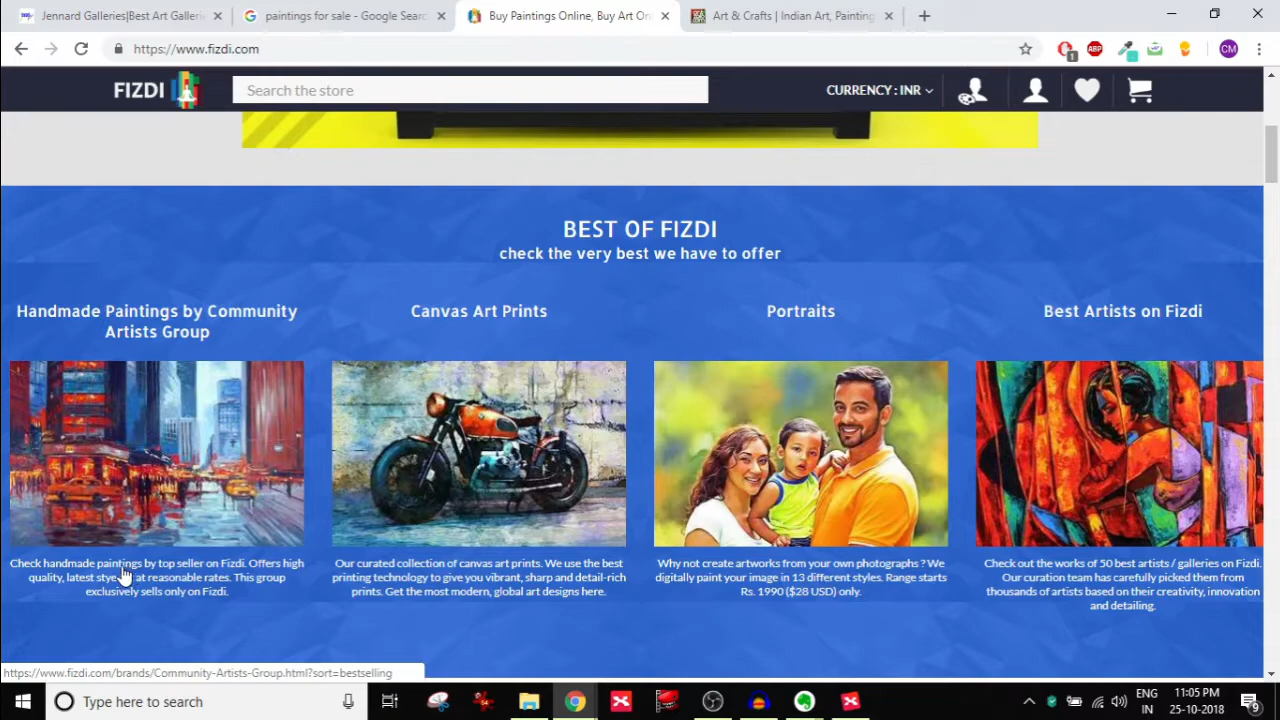 Jennard Galleries|Best Art Galleri
paintings for sale - Google Sear
Buy Paintings Online, Buy Art On
Art & Crafts | Indian Art, Painting
https://www.fizdi.com
1
ABP
CM
FIZDI
Search the store
CURRENCY : INR
BEST OF FIZDI
check the very best we have to offer
Handmade Paintings by Community
Artists Group
Canvas Art Prints
Portraits
Best Artists on Fizdi
Check handmade paintings by top seller on Fizdi. Offers high
quality, latest at reasonable rates. This group
exclusively sells only on Fizdi.
Our curated collection of canvas art prints. We use the best
printing technology to give you vibrant, sharp and detail-rich
prints. Get the most modern, global art designs here.
Why not create artworks from your own photographs ? We
digitally paint your image in 13 different styles. Range starts
Rs. 1990 ($28 USD) only.
Check out the works of 50 best artists / galleries on Fizdi.
Our curation team has carefully picked them from
thousands of artists based on their creativity, innovation
and detailing.
https://www.fizdi.com/brands/Community-Artists-Group.html?sort=bestselling
Type here to search
ENG
IN
11:05 PM
25-10-2018
9